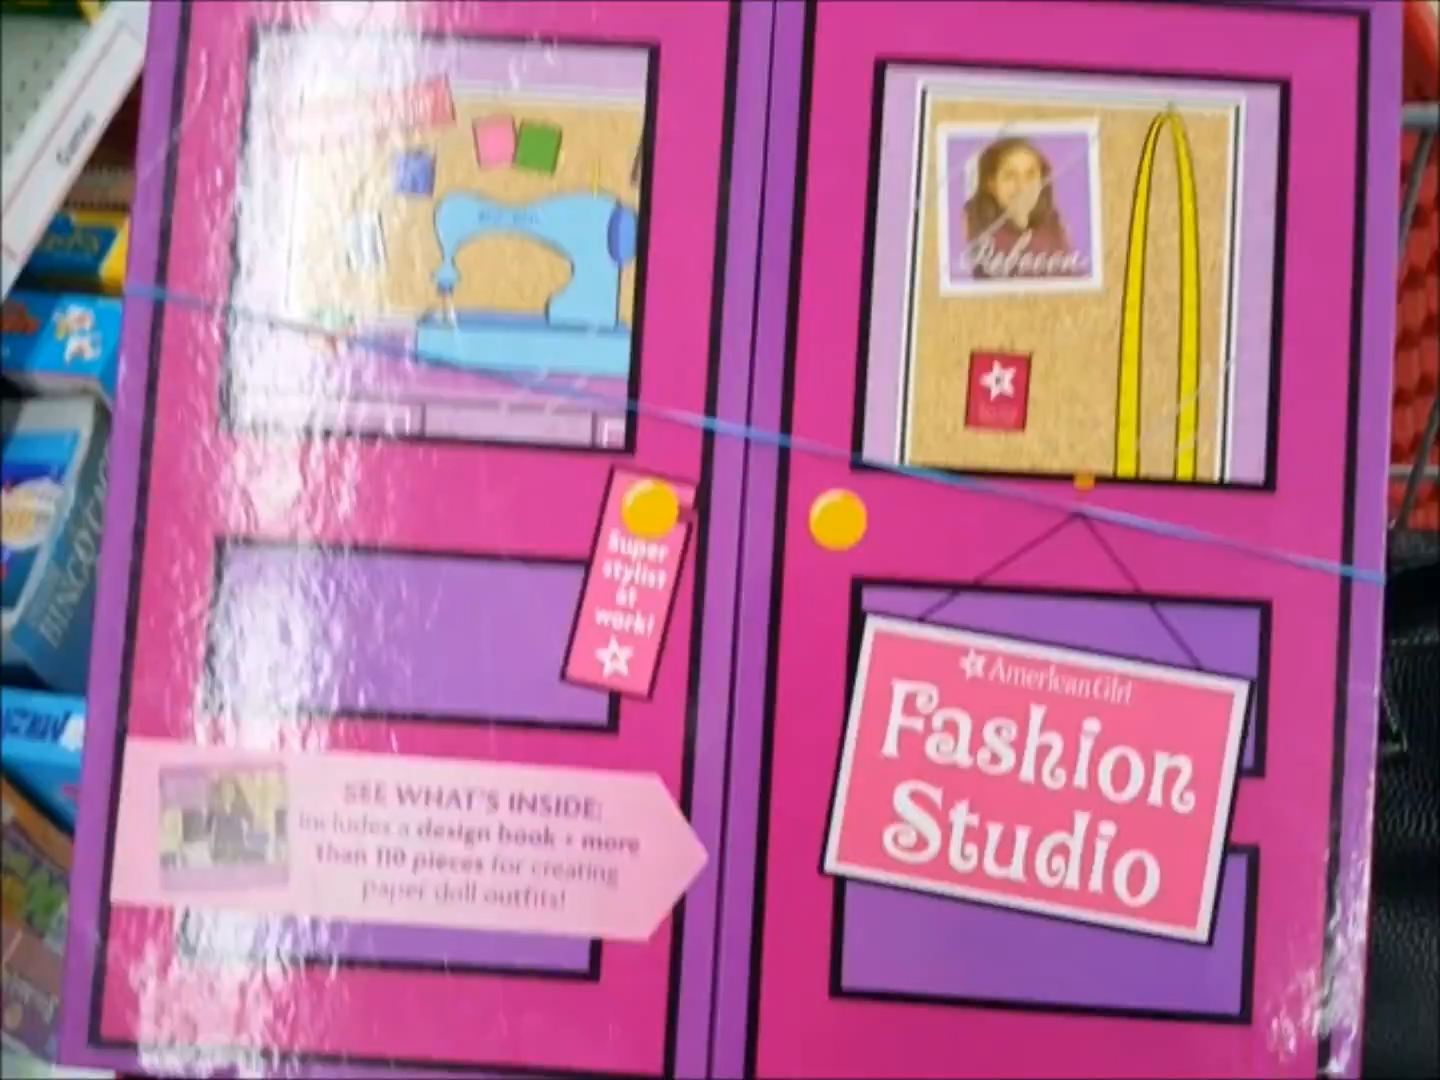 Games
Rebecca
Super
stylist
at
work!
American Girl
Fashion
Studio
SEE WHAT'S INSIDE:
Includes a design book + more
than 110 pieces for creating
paper doll outfits!